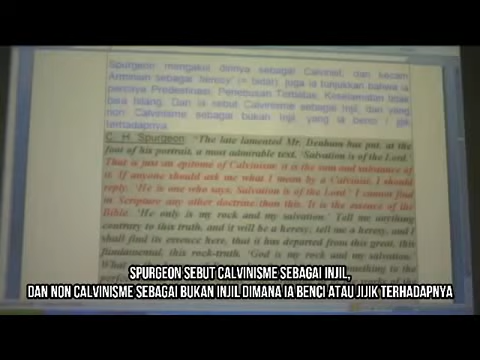 Spurgeon mengakui dirinya sebagai Calvinist, dan kecam
Arminian sebagai 'heresy' (= bidat). juga ia tunjukkan bahwa ia
percaya Predestinasi, Penebusan Terbatas, Keselamatan tidak
bisa hilang. Dan ia sebut Calvinisme sebagai Injil, dan yang
non Calvinisme sebagai bukan Injil, yang ia benci / jijik
terhadapnya.
C. H. Spurgeon: "The late lamented Mr. Denham has put, at the
foot of his portrait, a most admirable text, 'Salvation is of the Lord.'
That is just an epitome of Calvinism; it is the sum and substance of
it. If anyone should ask me what I mean by a Calvinist, I should
reply, 'He is one who says, Salvation is of the Lord.' I cannot find
in Scripture any other doctrine than this. It is the essence of the
Bible. 'He only is my rock and my salvation.' Tell me anything
contrary to this truth, and it will be a heresy; tell me a heresy, and I
shall find its essence here, that it has departed from this great, this
fundamental, this rock-truth, 'God is my rock and my salvation.'
SPURGEON SEBUT CALVINISME SEBAGAI INJIL,
DAN NON CALVINISME SEBAGAI BUKAN INJIL DIMANA IA BENCI ATAU JIJIK TERHADAPNYA